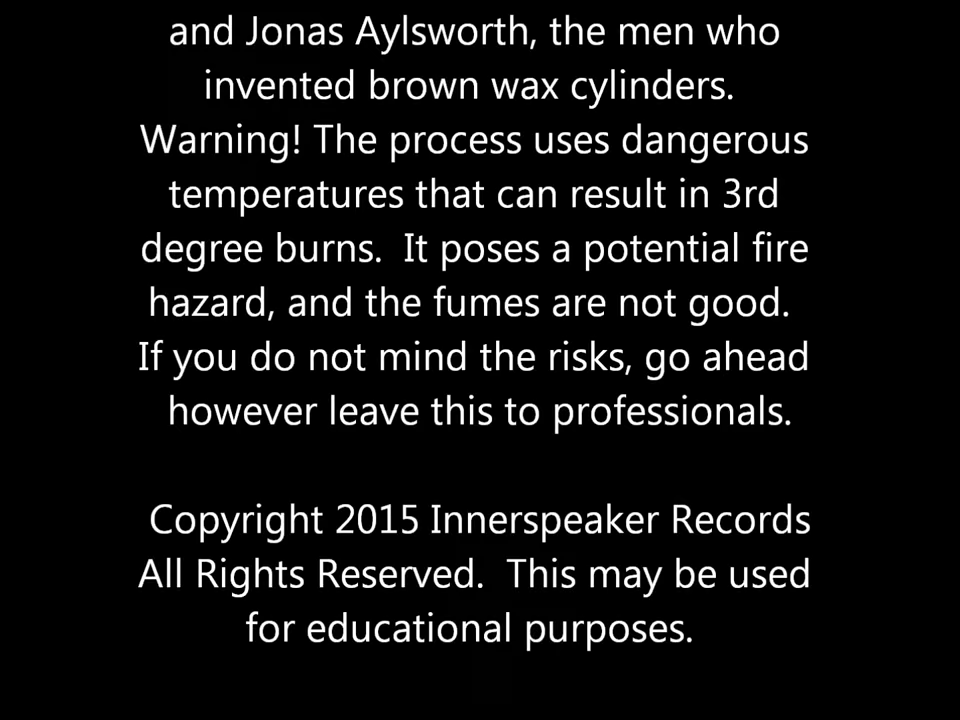 and Jonas Aylsworth, the men who
invented brown wax cylinders.
Warning! The process uses dangerous
temperatures that can result in 3rd
degree burns.  It poses a potential fire
hazard, and the fumes are not good.
If you do not mind the risks, go ahead
however leave this to professionals.
Copyright 2015 Innerspeaker Records
All Rights Reserved.  This may be used
for educational purposes.